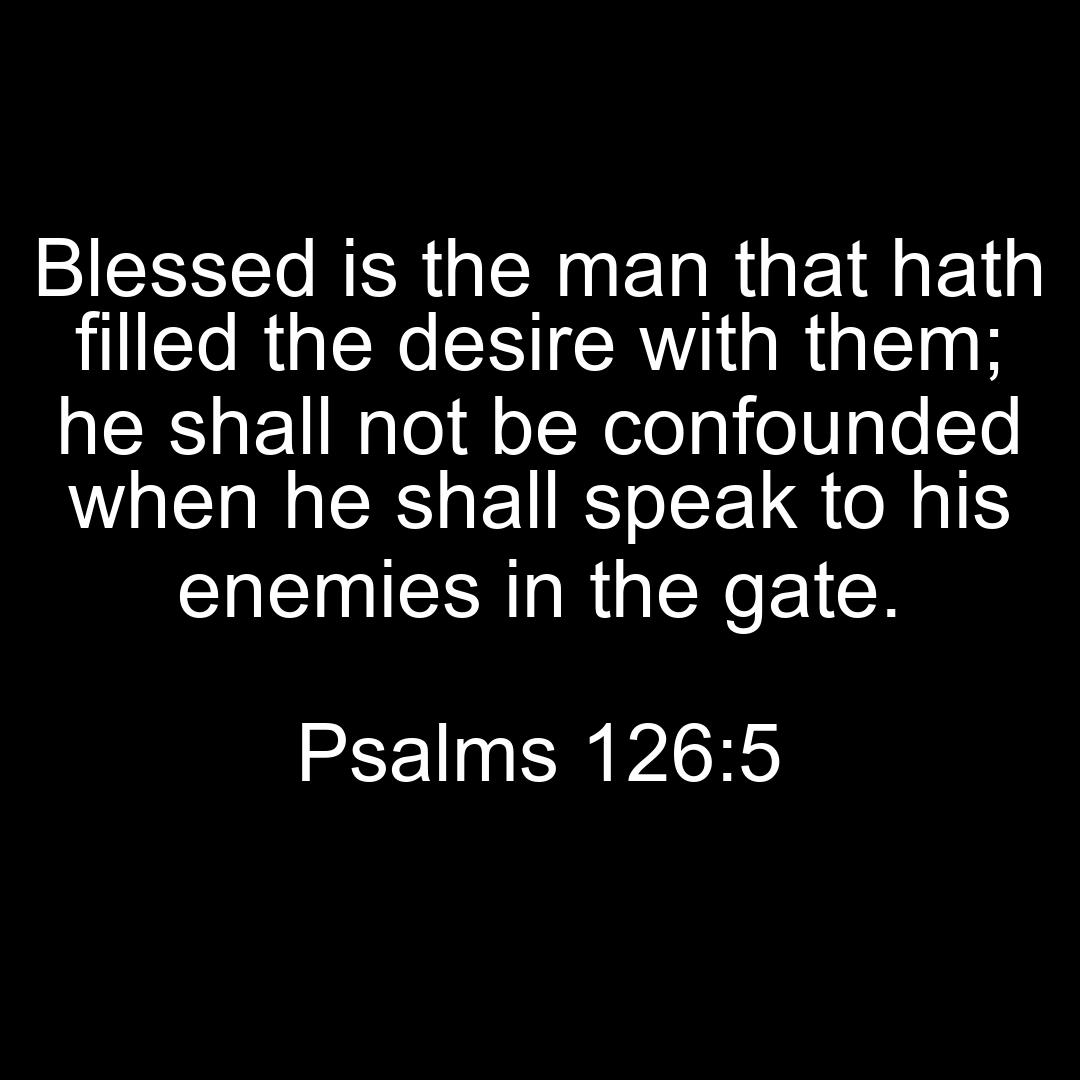 Blessed is the man that hath
filled the desire with them;
he shall not be confounded
when he shall speak to his
enemies in the gate.
Psalms 126:5